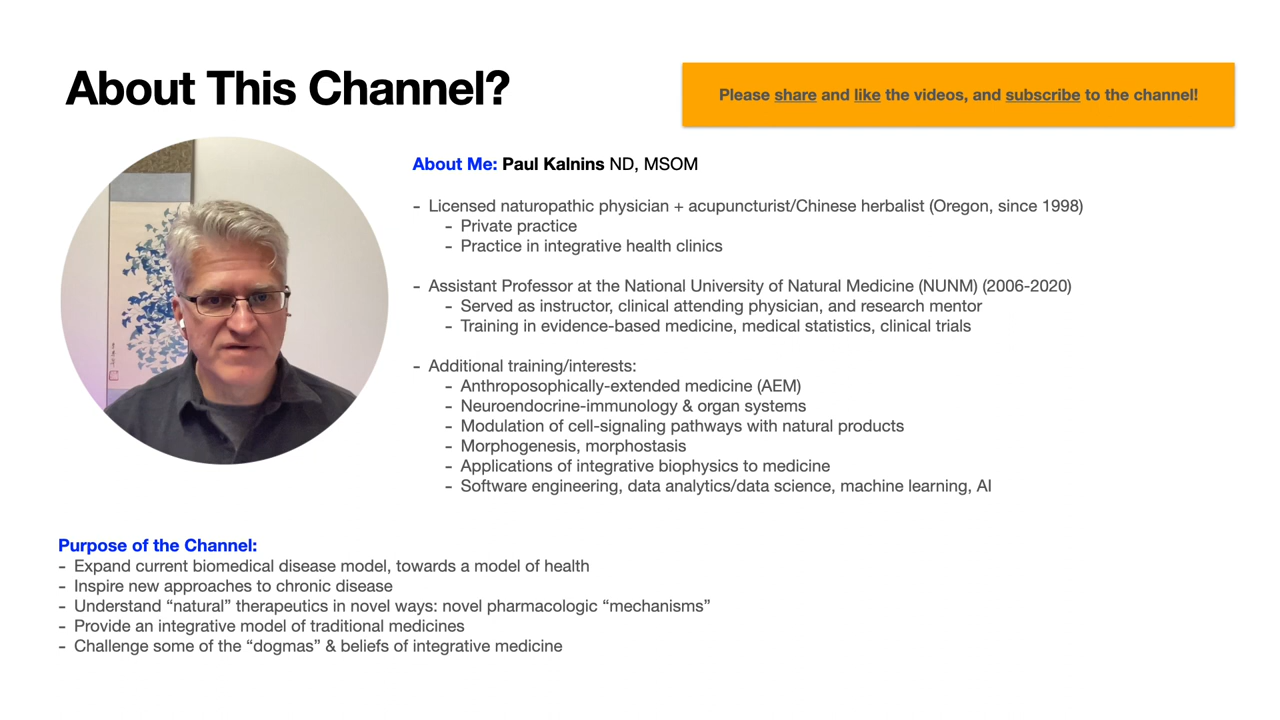 About This Channel?
Please share and like the videos, and subscribe to the channel!
About Me: Paul Kalnins ND, MSOM
- Licensed naturopathic physician + acupuncturist/Chinese herbalist (Oregon, since 1998)
- Private practice
- Practice in integrative health clinics
- Assistant Professor at the National University of Natural Medicine (NUNM) (2006-2020)
- Served as instructor, clinical attending physician, and research mentor
- Training in evidence-based medicine, medical statistics, clinical trials
- Additional training/interests:
- Anthroposophically-extended medicine (AEM)
- Neuroendocrine-immunology & organ systems
- Modulation of cell-signaling pathways with natural products
- Morphogenesis, morphostasis
- Applications of integrative biophysics to medicine
- Software engineering, data analytics/data science, machine learning, AI
Purpose of the Channel:
- Expand current biomedical disease model, towards a model of health
- Inspire new approaches to chronic disease
- Understand “natural” therapeutics in novel ways: novel pharmacologic “mechanisms”
- Provide an integrative model of traditional medicines
- Challenge some of the “dogmas” & beliefs of integrative medicine